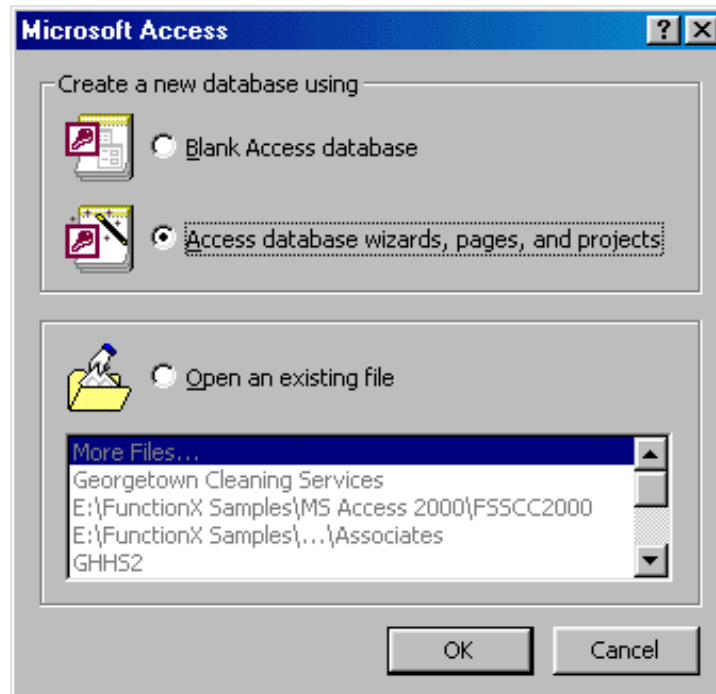 Microsoft Access
Create a new database using
Blank Access database
Access database wizards, pages, and projects
Open an existing file
More Files...
Georgetown Cleaning Services
E:\FunctionX Samples\MS Access 2000\FSSCC2000
E:\FunctionX Samples\...\Associates
GHHS2
OK Cancel